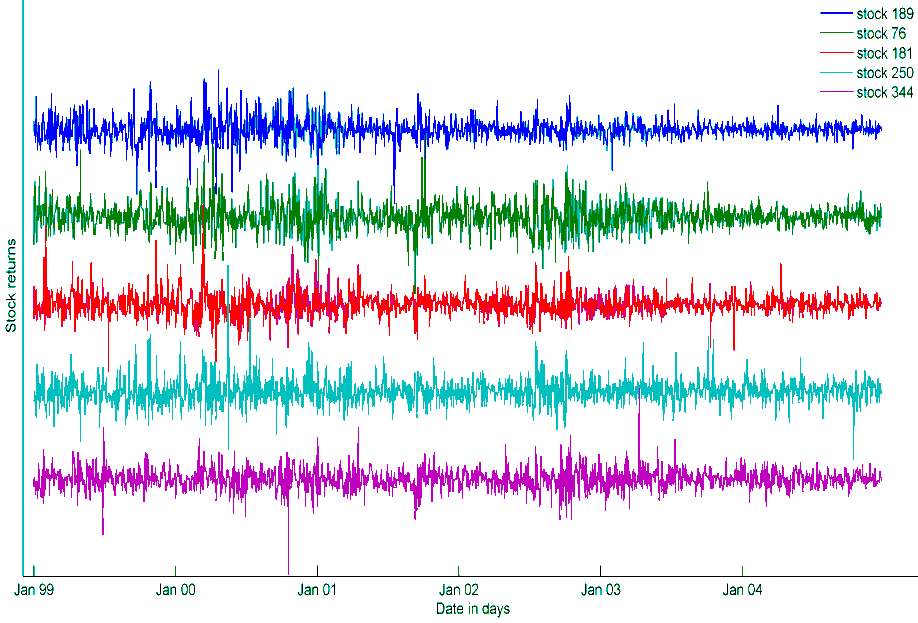 stock 189
stock 76
stock 181
stock 250
stock 344
Stock returns
Jan 99 Jan 00 Jan 01 Jan 02 Jan 03 Jan 04
Date in days